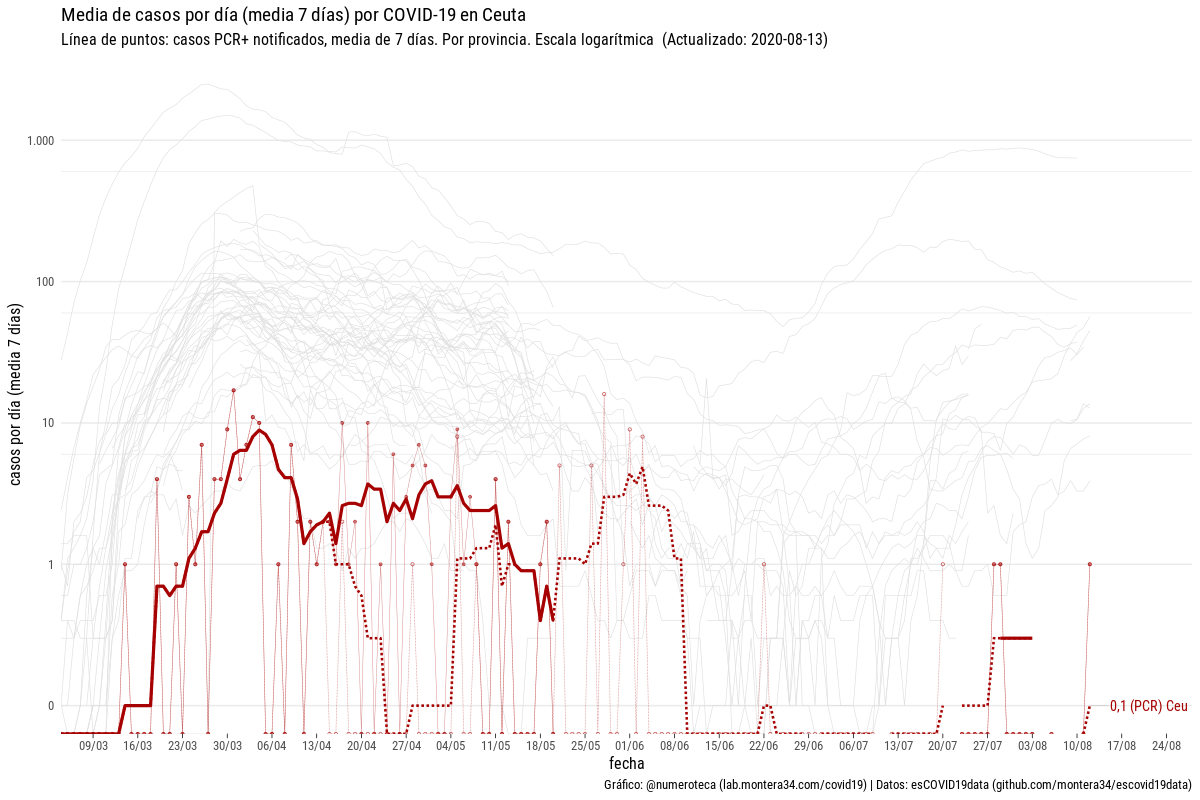 Media de casos por día (media 7 días) por COVID-19 en Ceuta
Línea de puntos: casos PCR+ notificados, media de 7 días. Por provincia. Escala logarítmica  (Actualizado: 2020-08-13)
casos por día (media 7 días)
1.000
100
10
1
0
0,1 (PCR) Ceu
09/03 16/03 23/03 30/03 06/04 13/04 20/04 27/04 04/05 11/05 18/05 25/05 01/06 08/06 15/06 22/06 29/06 06/07 13/07 20/07 27/07 03/08 10/08 17/08 24/08
fecha
Gráfico: @numeroteca (lab.montera34.com/covid19) | Datos: esCOVID19data (github.com/montera34/escovid19data)